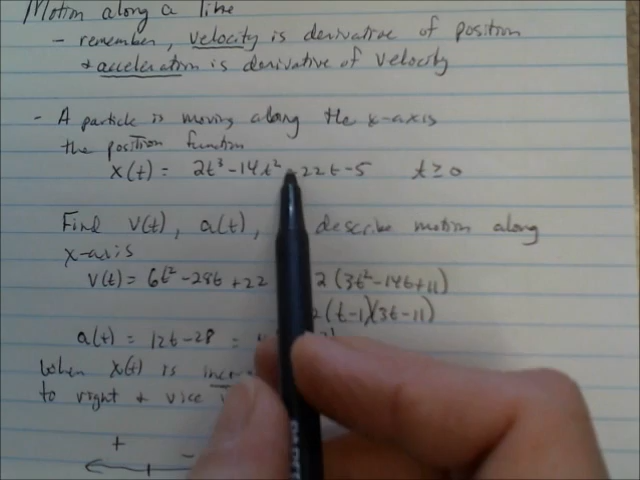 Motion along a line
- remember, velocity is derivative of position
+ acceleration is derivative of velocity
- A particle is moving along the x-axis
the position function
x(t) = 2t³ - 14t² + 22t - 5 t ≥ 0
Find v(t), a(t), describe motion along
x-axis
v(t) = 6t² - 28t + 22 2(3t² - 14t + 11)
2(t-1)(3t-11)
a(t) = 12t - 28 =
When x(t) is
to right + vice
+ -